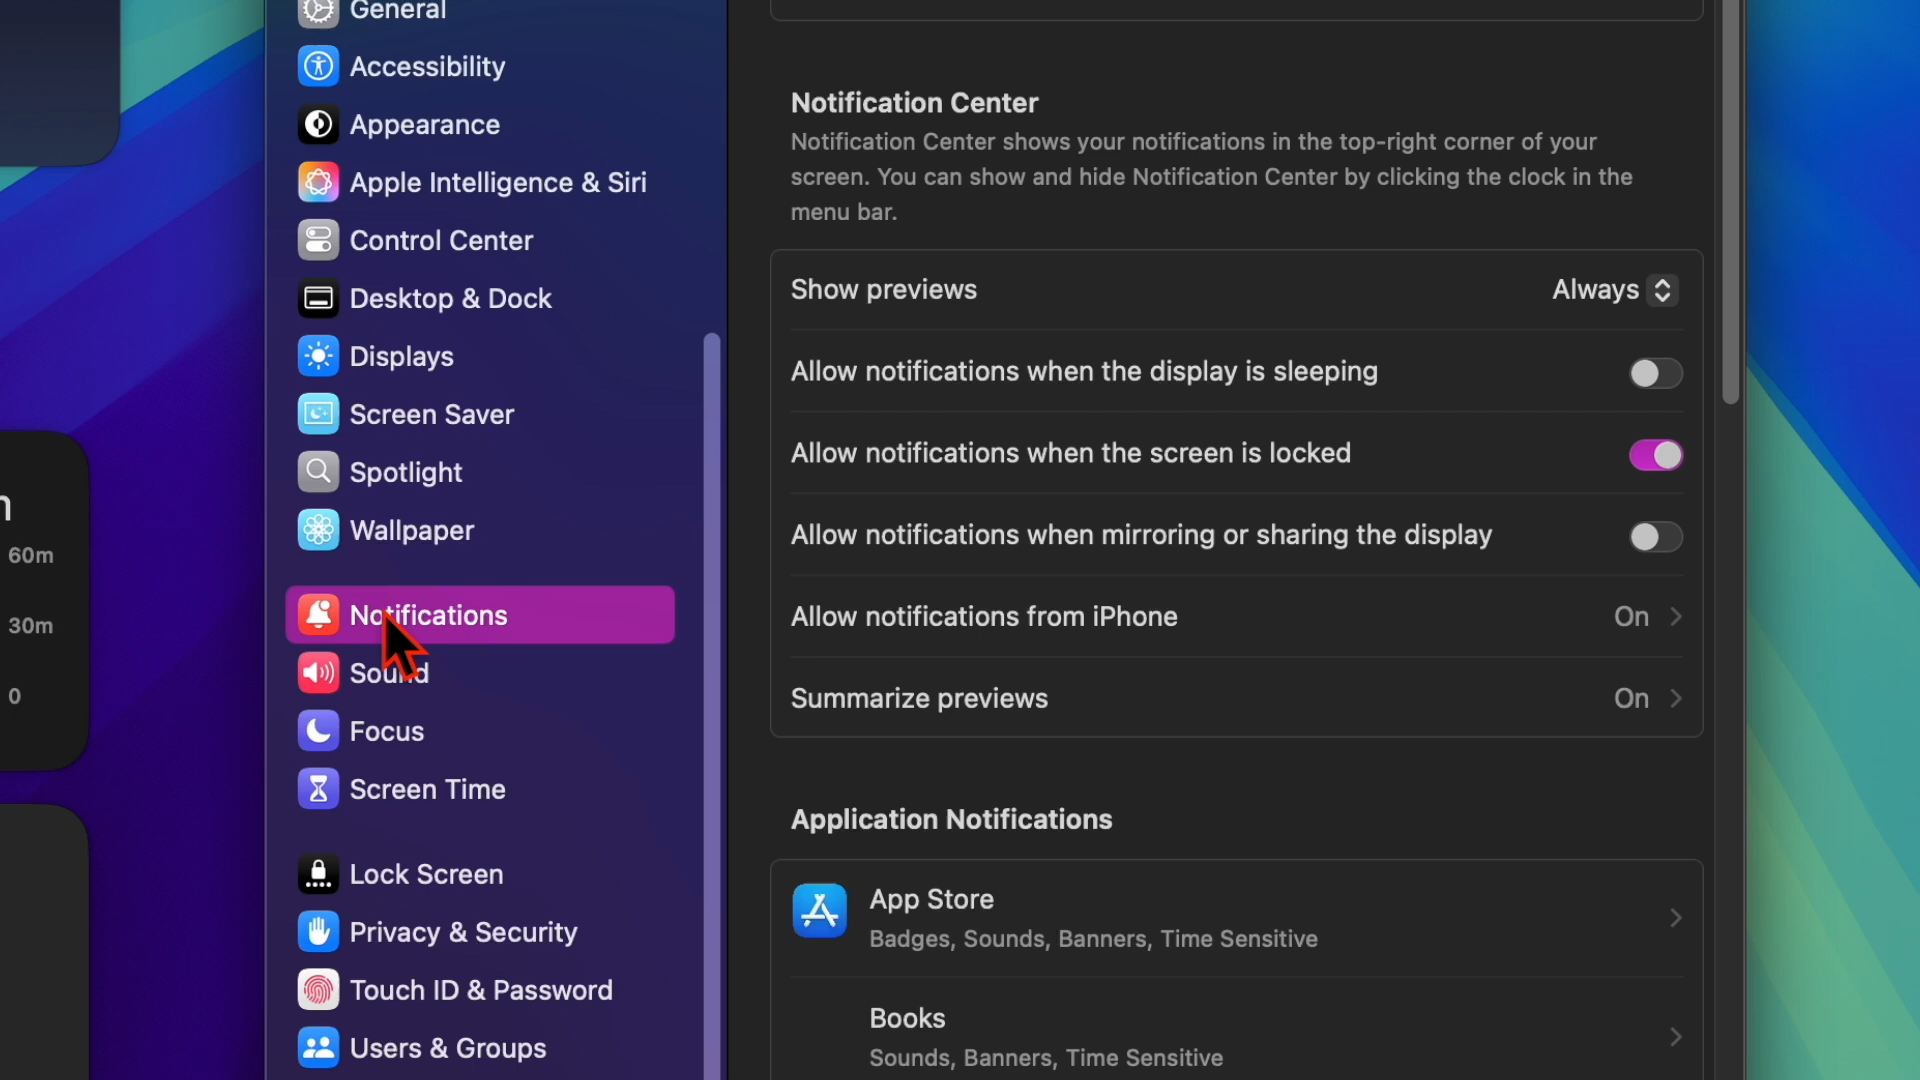 General
Accessibility
Appearance
Apple Intelligence & Siri
Control Center
Desktop & Dock
Displays
Screen Saver
Spotlight
Wallpaper
Notifications
Sound
Focus
Screen Time
Lock Screen
Privacy & Security
Touch ID & Password
Users & Groups
60m
30m
0
Notification Center
Notification Center shows your notifications in the top-right corner of your
screen. You can show and hide Notification Center by clicking the clock in the
menu bar.
Show previews Always
Allow notifications when the display is sleeping
Allow notifications when the screen is locked
Allow notifications when mirroring or sharing the display
Allow notifications from iPhone On
Summarize previews On
Application Notifications
App Store
Badges, Sounds, Banners, Time Sensitive
Books
Sounds, Banners, Time Sensitive